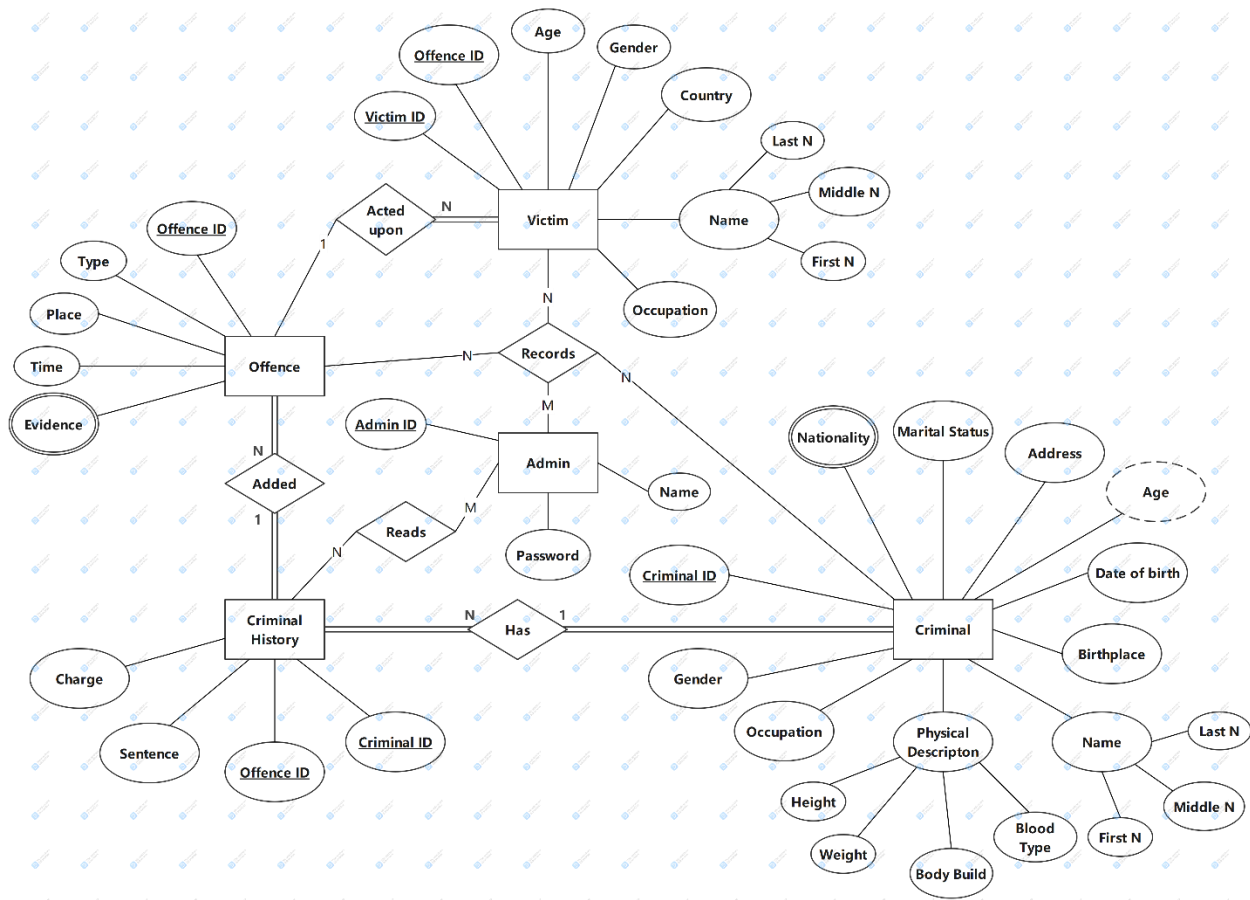 Age
Offence ID
Gender
Country
Victim ID
Last N
Middle N
Name
First N
Victim
N
Acted
upon
1
Offence ID
Type
Place
Time
Evidence
Offence
Occupation
N
Records
N
N
M
Admin ID
Admin
Name
Password
N
Added
1
Reads
M
N
Nationality
Marital Status
Address
Age
Date of birth
Criminal ID
Criminal
Birthplace
Criminal
History
N
Has
1
Charge
Sentence
Offence ID
Criminal ID
Gender
Occupation
Physical
Descripton
Name
Last N
Middle N
First N
Height
Weight
Body Build
Blood
Type